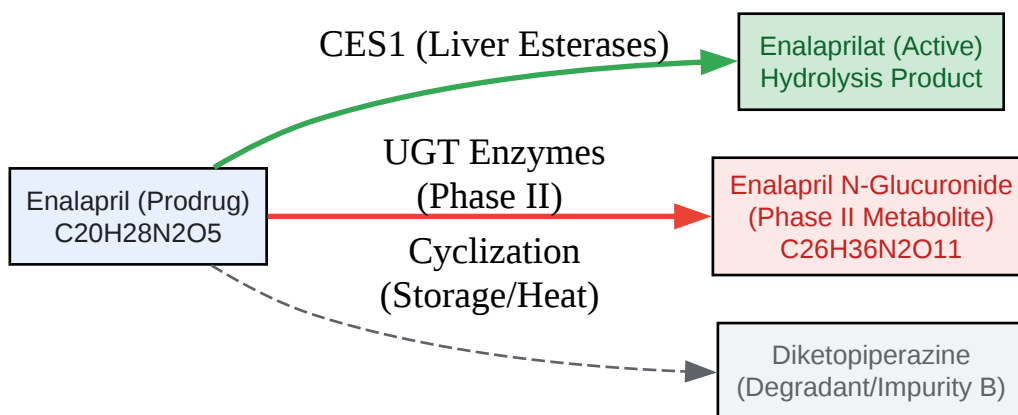 CES1 (Liver Esterases)
Enalaprilat (Active)
Hydrolysis Product
Enalapril (Prodrug)
C20H28N2O5
UGT Enzymes
(Phase II)
Enalapril N-Glucuronide
(Phase II Metabolite)
C26H36N2O11
Cyclization
(Storage/Heat)
Diketopiperazine
(Degradant/Impurity B)